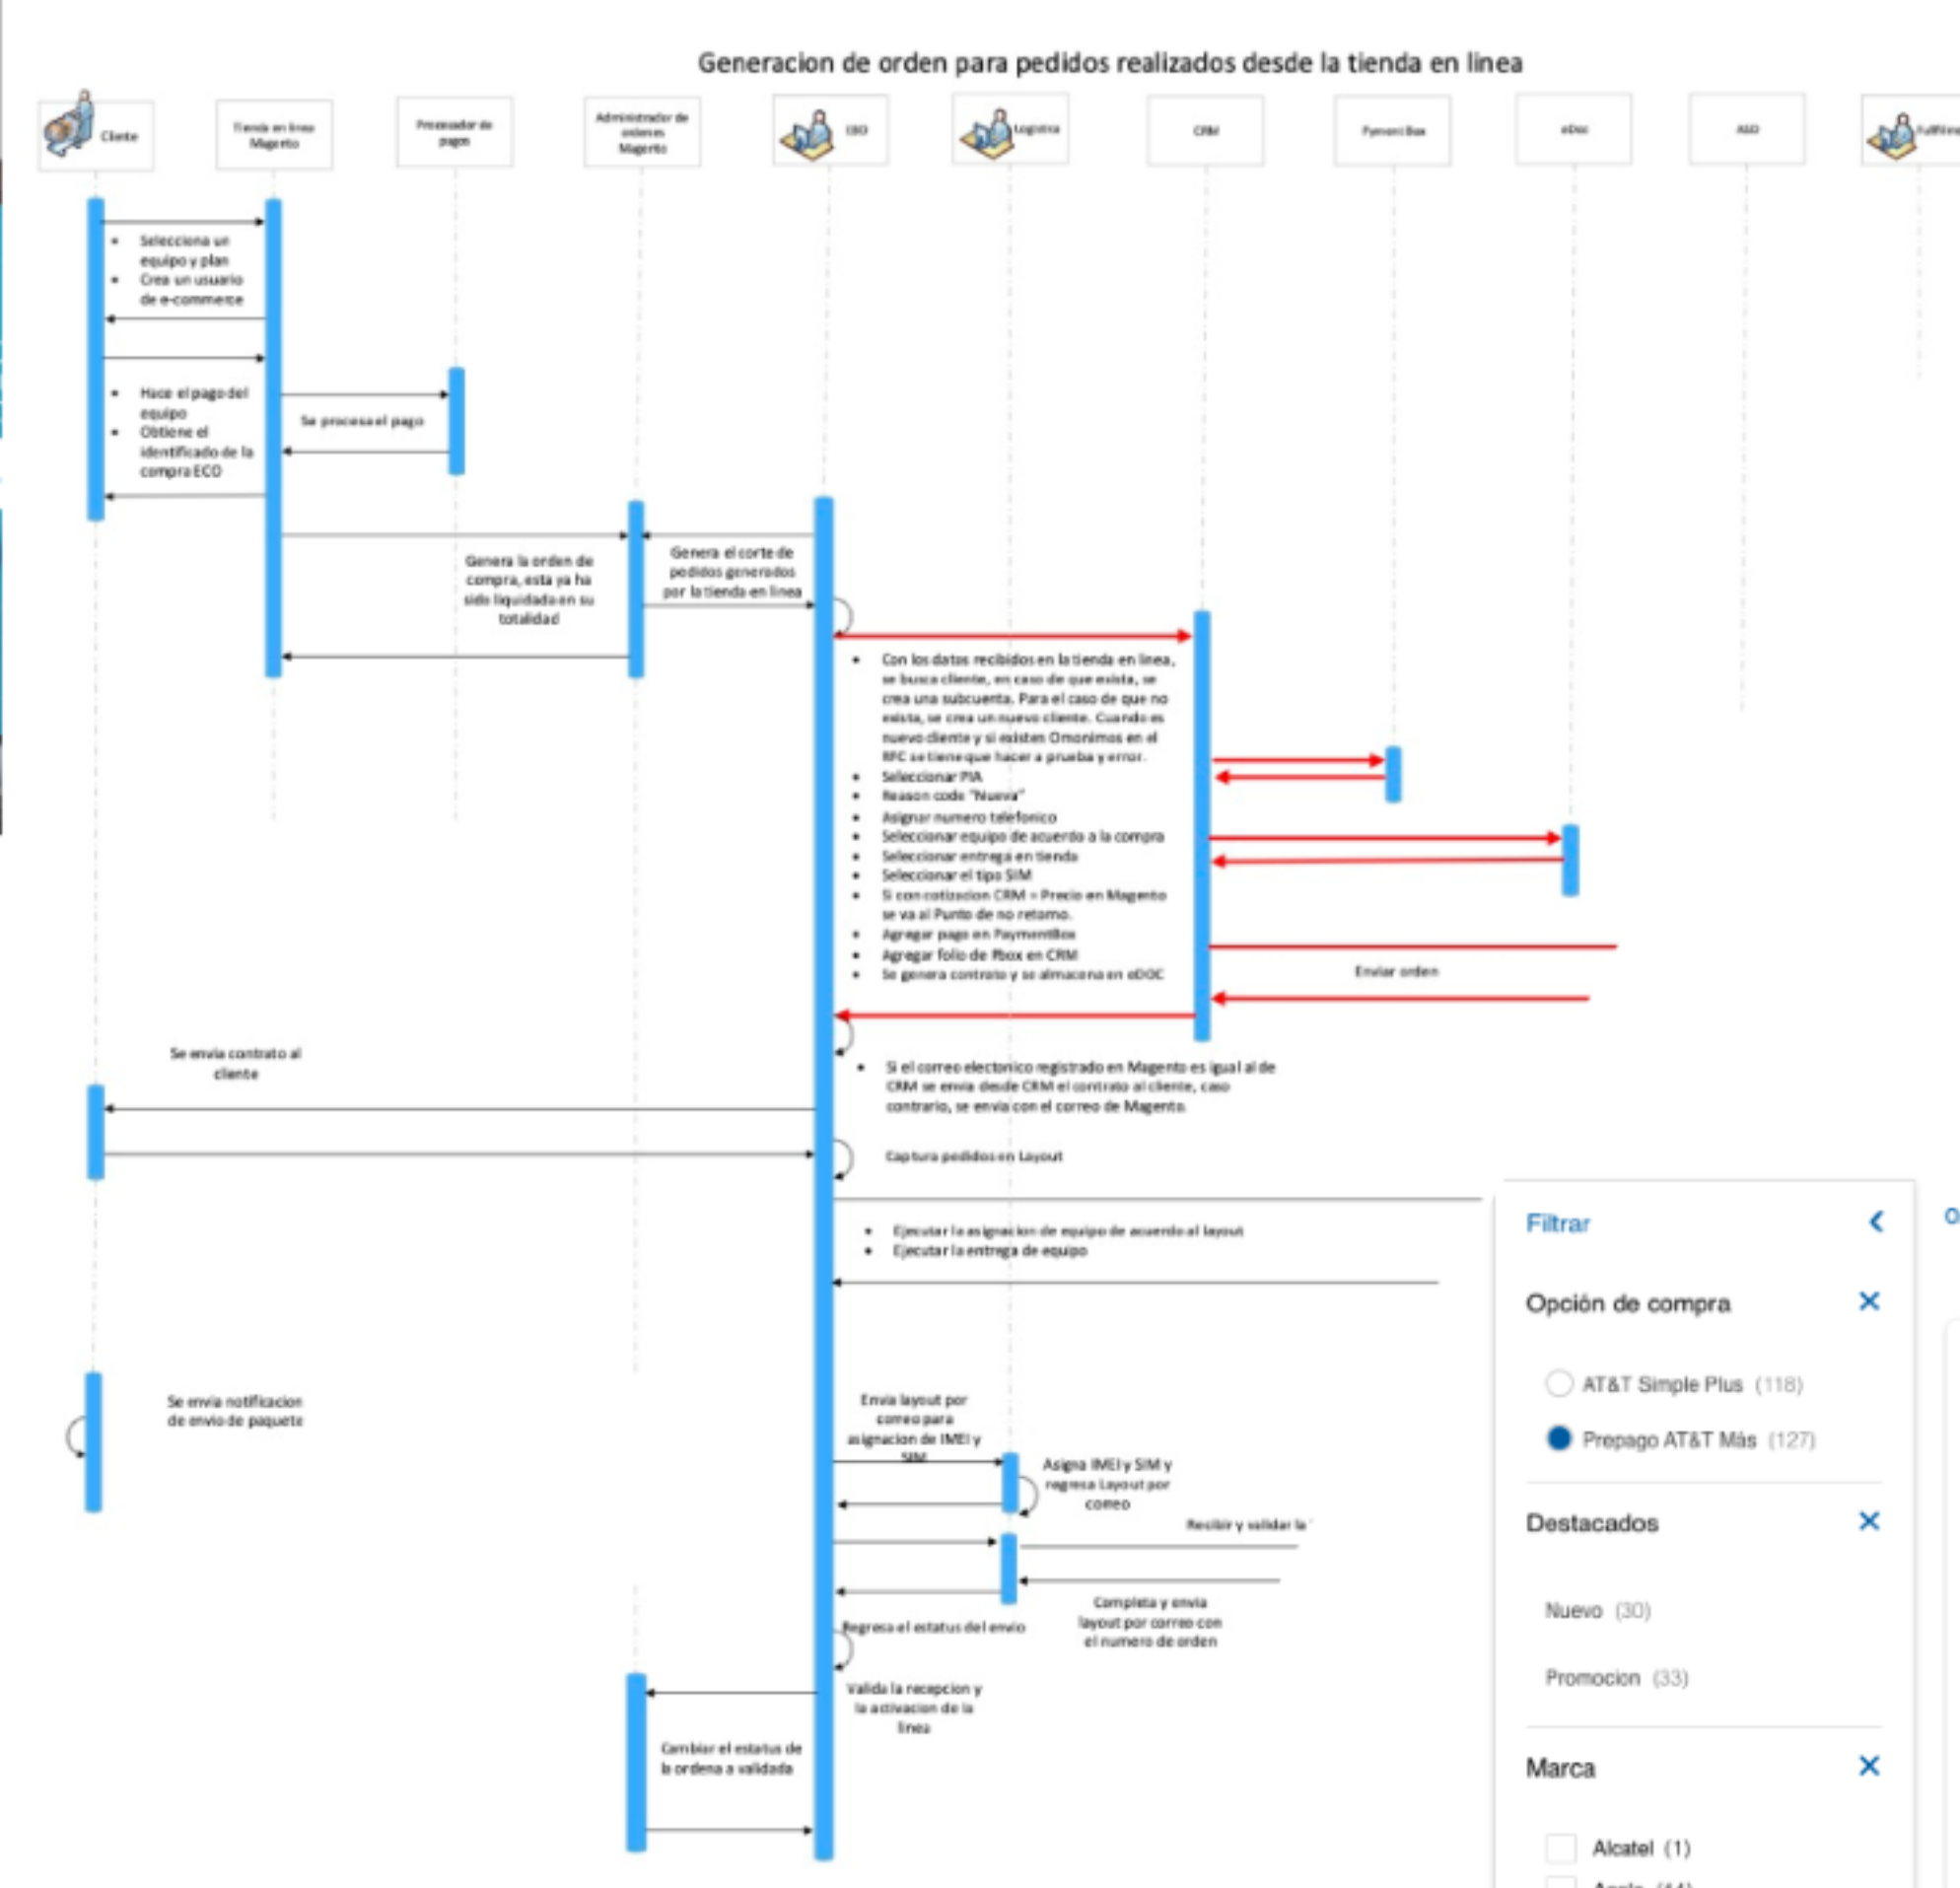 Generacion de orden para pedidos realizados desde la tienda en linea
Cliente
Tienda en linea
Magento
Procesador de
pagos
Administrador de
ordenes
Magento
Logistica
CRM
Pyment Box
eDoc
Selecciona un
equipo y plan
Crea un usuario
de e-commerce
Hace el pago del
equipo
Obtiene el
identificado de la
compra ECO
Se procesa el pago
Genera la orden de
compra, esta ya ha
sido liquidada en su
totalidad
Genera el corte de
pedidos generados
por la tienda en linea
Con los datos recibidos en la tienda en linea,
se busca cliente, en caso de que exista, se
crea una subcuenta. Para el caso de que no
exista, se crea un nuevo cliente. Cuando es
nuevo cliente y si existen Omonimos en el
RFC se tiene que hacer a prueba y error.
Seleccionar PIA
Reason code "Nueva"
Asignar numero telefonico
Seleccionar equipo de acuerdo a la compra
Seleccionar entrega en tienda
Seleccionar el tipo SIM
Si con cotizacion CRM = Precio en Magento
se va al Punto de no retorno.
Agregar pago en PaymentBox
Agregar folio de Pbox en CRM
Se genera contrato y se almacena en eDOC
Enviar orden
Se envia contrato al
cliente
Si el correo electonico registrado en Magento es igual al de
CRM se envia desde CRM el contrato al cliente, caso
contrario, se envia con el correo de Magento.
Captura pedidos en Layout
Ejecutar la asignacion de equipo de acuerdo al layout
Ejecutar la entrega de equipo
Se envia notificacion
de envio de paquete
Envia layout por
correo para
asignacion de IMEI y
SIM
Asigna IMEI y SIM y
regresa Layout por
correo
Recibir y validar la
Completa y envia
layout por correo con
el numero de orden
Regresa el estatus del envio
Valida la recepcion y
la activacion de la
linea
Cambiar el estatus de
la ordena a validada
Filtrar
Opción de compra
AT&T Simple Plus (118)
Prepago AT&T Más (127)
Destacados
Nuevo (30)
Promocion (33)
Marca
Alcatel (1)